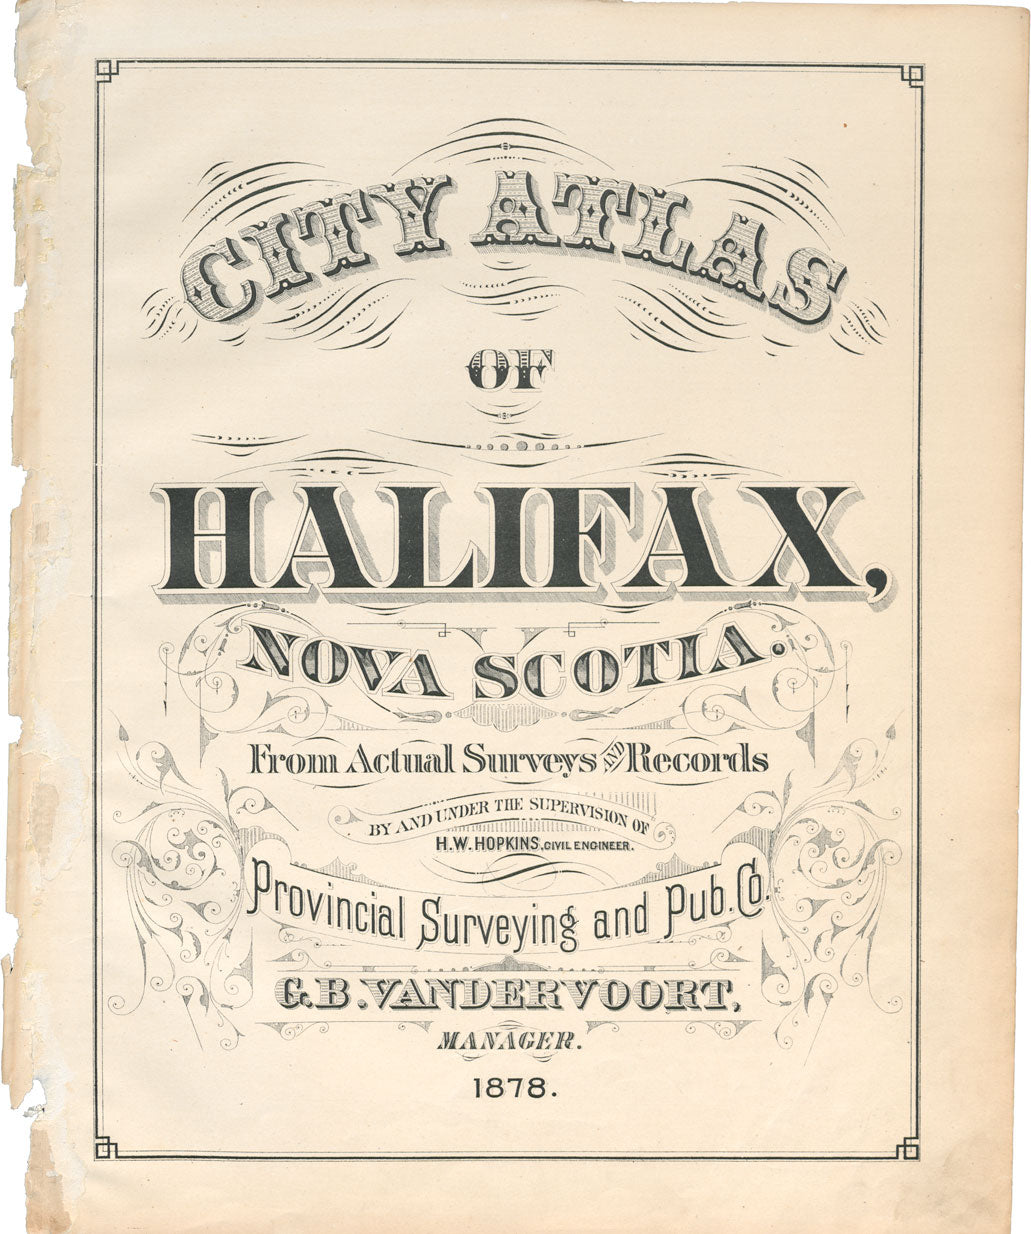 CITY ATLAS
OF
HALIFAX,
NOVA SCOTIA.
From Actual Surveys AND Records
BY AND UNDER THE SUPERVISION OF
H.W. HOPKINS, CIVIL ENGINEER.
Provincial Surveying and Pub. Co.
G.B. VANDERVOORT,
MANAGER.
1878.